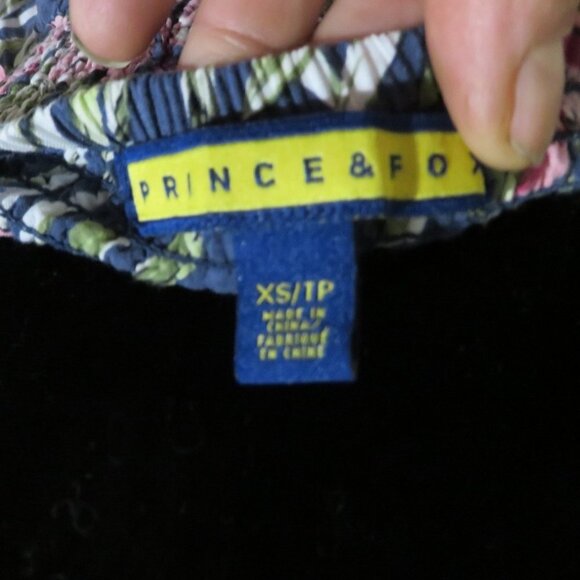 PRINCE & FOX
XS/TP
MADE IN
CHINA/
FABRIQUÉ
EN CHINE